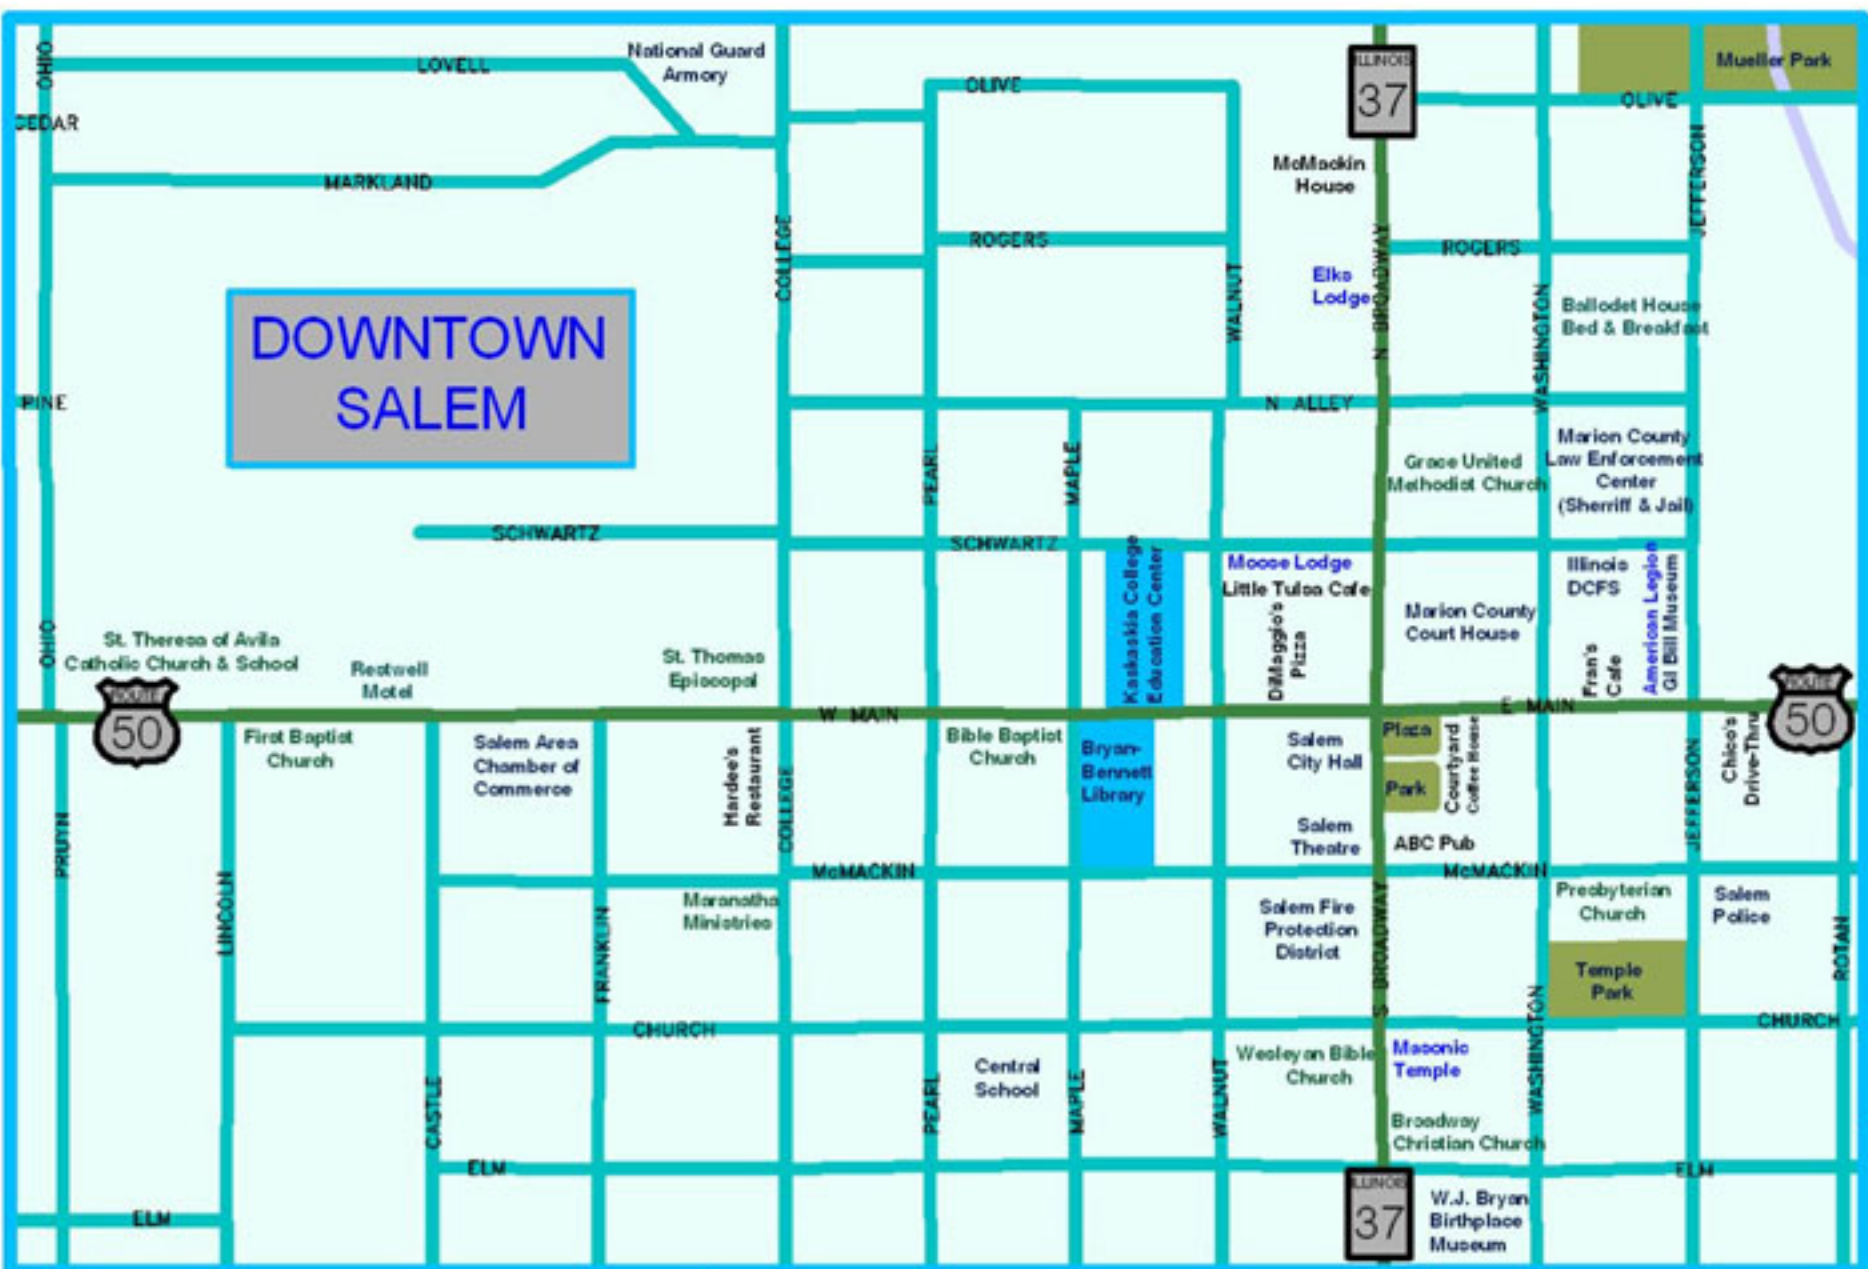 OHIO
LOVELL
National Guard
Armory
CEDAR
MARKLAND
OLIVE
ILLINOIS
37
Mueller Park
OLIVE
JEFFERSON
McMackin
House
COLLEGE
ROGERS
WALNUT
Elks
Lodge
N BROADWAY
ROGERS
WASHINGTON
Ballodet House
Bed & Breakfast
DOWNTOWN
SALEM
PINE
N ALLEY
PEARL
MAPLE
Grace United
Methodist Church
Marion County
Law Enforcement
Center
(Sherriff & Jail)
SCHWARTZ
SCHWARTZ
Kaskaskia College
Education Center
Moose Lodge
Little Tulsa Cafe
DiMaggio's
Pizza
Marion County
Court House
Illinois
DCFS
Fran's
Cafe
American Legion
GI Bill Museum
OHIO
St. Theresa of Avila
Catholic Church & School
Restwell
Motel
St. Thomas
Episcopal
ROUTE
50
W MAIN
E MAIN
ROUTE
50
PRUYN
LINCOLN
First Baptist
Church
Salem Area
Chamber of
Commerce
Hardee's
Restaurant
COLLEGE
Bible Baptist
Church
Bryan-
Bennett
Library
Salem
City Hall
Plaza
Park
Courtyard
Coffee House
JEFFERSON
Chico's
Drive-Thru
Salem
Theatre
ABC Pub
McMACKIN
McMACKIN
FRANKLIN
Maranatha
Ministries
Salem Fire
Protection
District
S BROADWAY
Presbyterian
Church
Salem
Police
ROTAN
Temple
Park
CHURCH
CHURCH
CASTLE
PEARL
Central
School
MAPLE
WALNUT
Wesleyan Bible
Church
Masonic
Temple
WASHINGTON
Broadway
Christian Church
ELM
ELM
ELM
ILLINOIS
37
W.J. Bryan
Birthplace
Museum